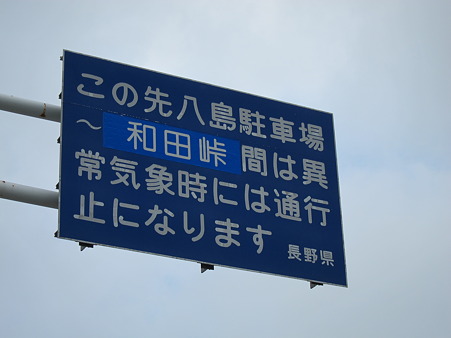 この先八島駐車場
～和田峠間は異
常気象時には通行
止になります
長野県